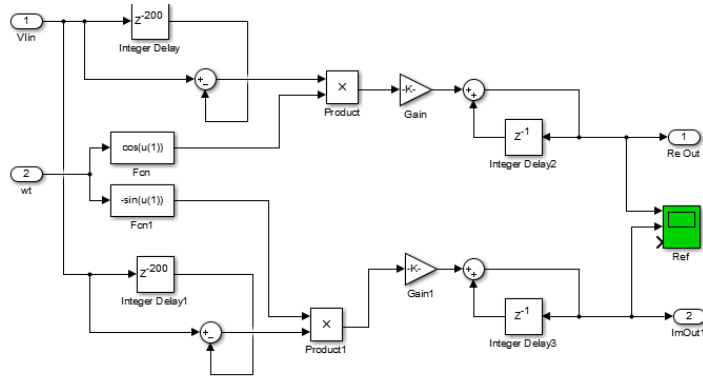 1
VIin
z-200
Integer Delay
+
−
×
Product
-K-
Gain
+
+
z-1
Integer Delay2
1
Re Out
cos(u(1))
Fcn
2
wt
-sin(u(1))
Fcn1
Ref
z-200
Integer Delay1
+
−
×
Product1
-K-
Gain1
+
+
z-1
Integer Delay3
2
ImOut1